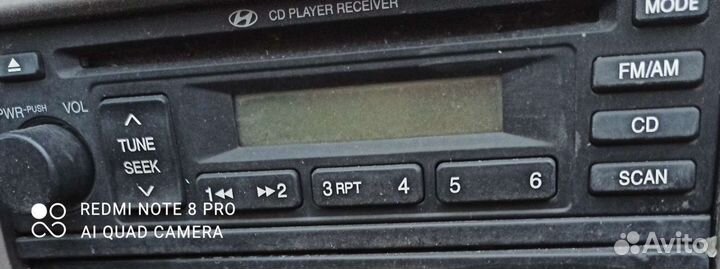 CD PLAYER RECEIVER
MODE
FM/AM
PWR-PUSH VOL
TUNE
SEEK
CD
SCAN
1◀◀ ▶▶2 3 RPT 4 5 6
REDMI NOTE 8 PRO
AI QUAD CAMERA
Avito